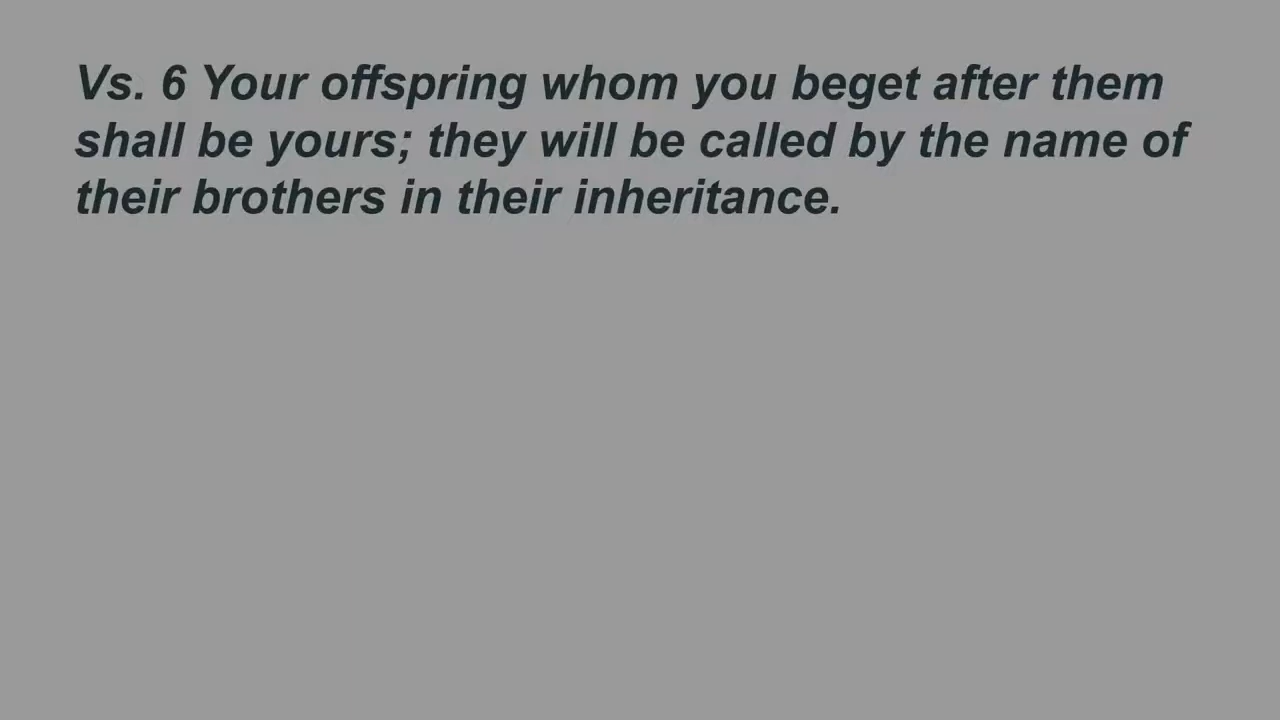 Vs. 6 Your offspring whom you beget after them
shall be yours; they will be called by the name of
their brothers in their inheritance.